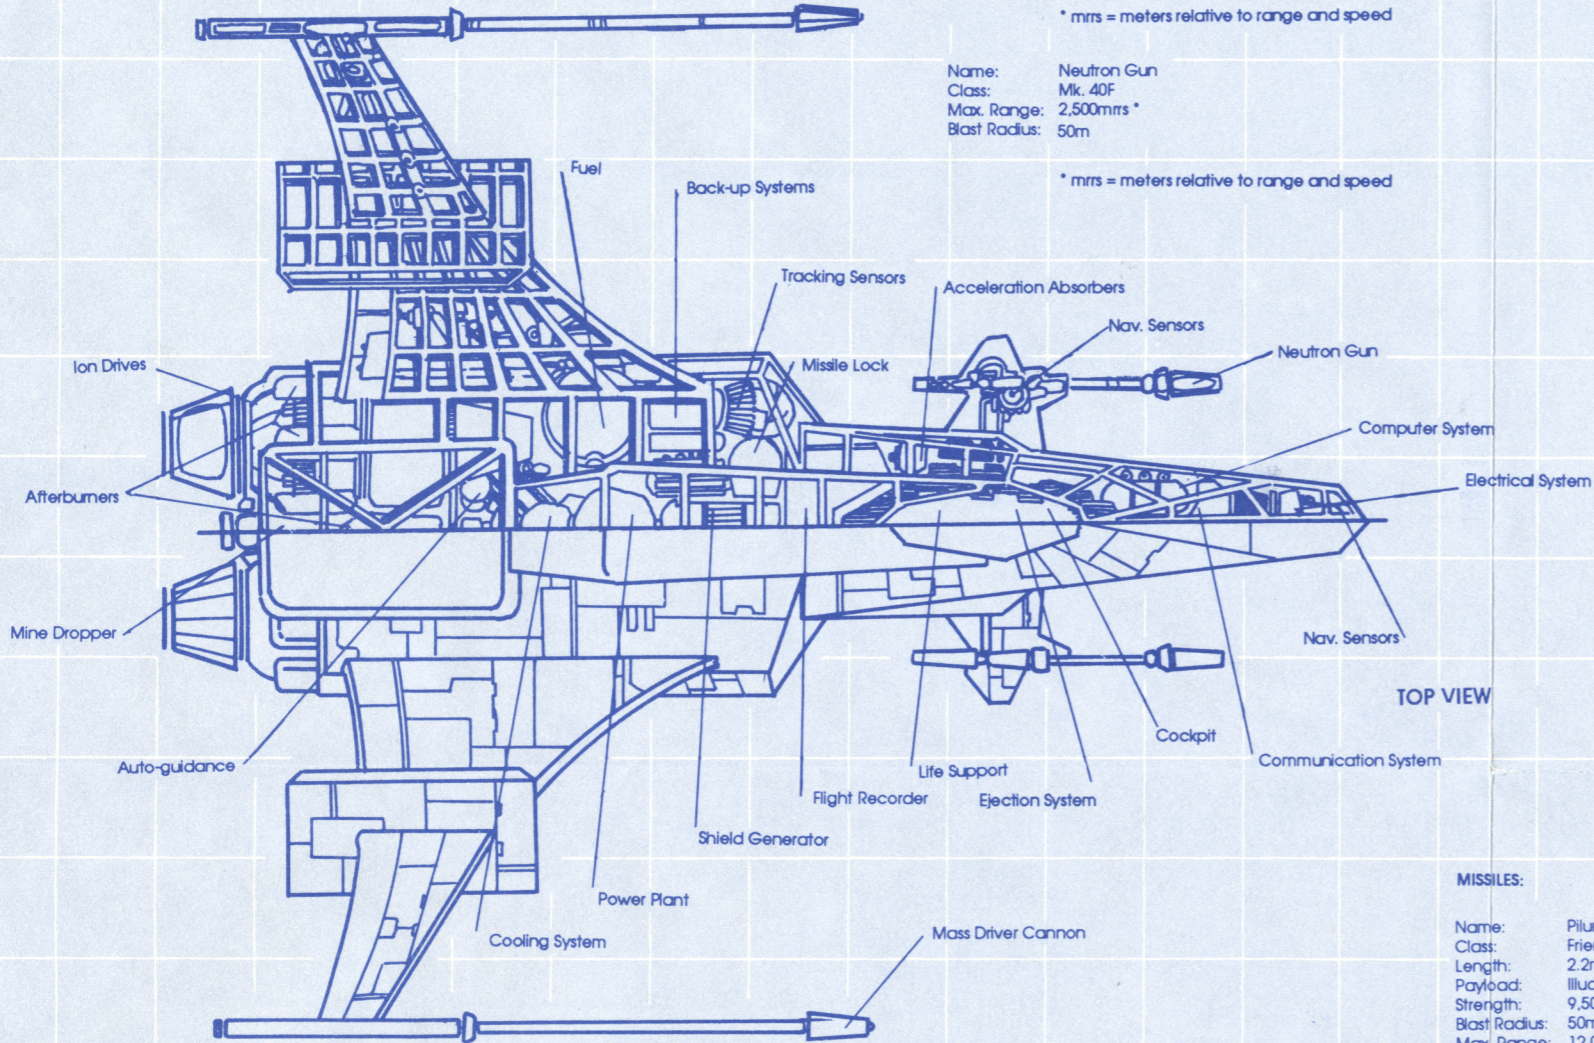 * mrrs = meters relative to range and speed
Name: Neutron Gun
Class: Mk. 40F
Max. Range: 2,500mrrs *
Blast Radius: 50m
* mrrs = meters relative to range and speed
Fuel
Back-up Systems
Tracking Sensors
Acceleration Absorbers
Nav. Sensors
Neutron Gun
Ion Drives
Missile Lock
Computer System
Electrical System
Afterburners
Mine Dropper
Nav. Sensors
TOP VIEW
Cockpit
Communication System
Auto-guidance
Life Support
Flight Recorder
Ejection System
Shield Generator
Power Plant
Cooling System
Mass Driver Cannon
MISSILES:
Name:
Class:
Length:
Payload:
Strength:
Blast Radius: 50m
Max. Range: